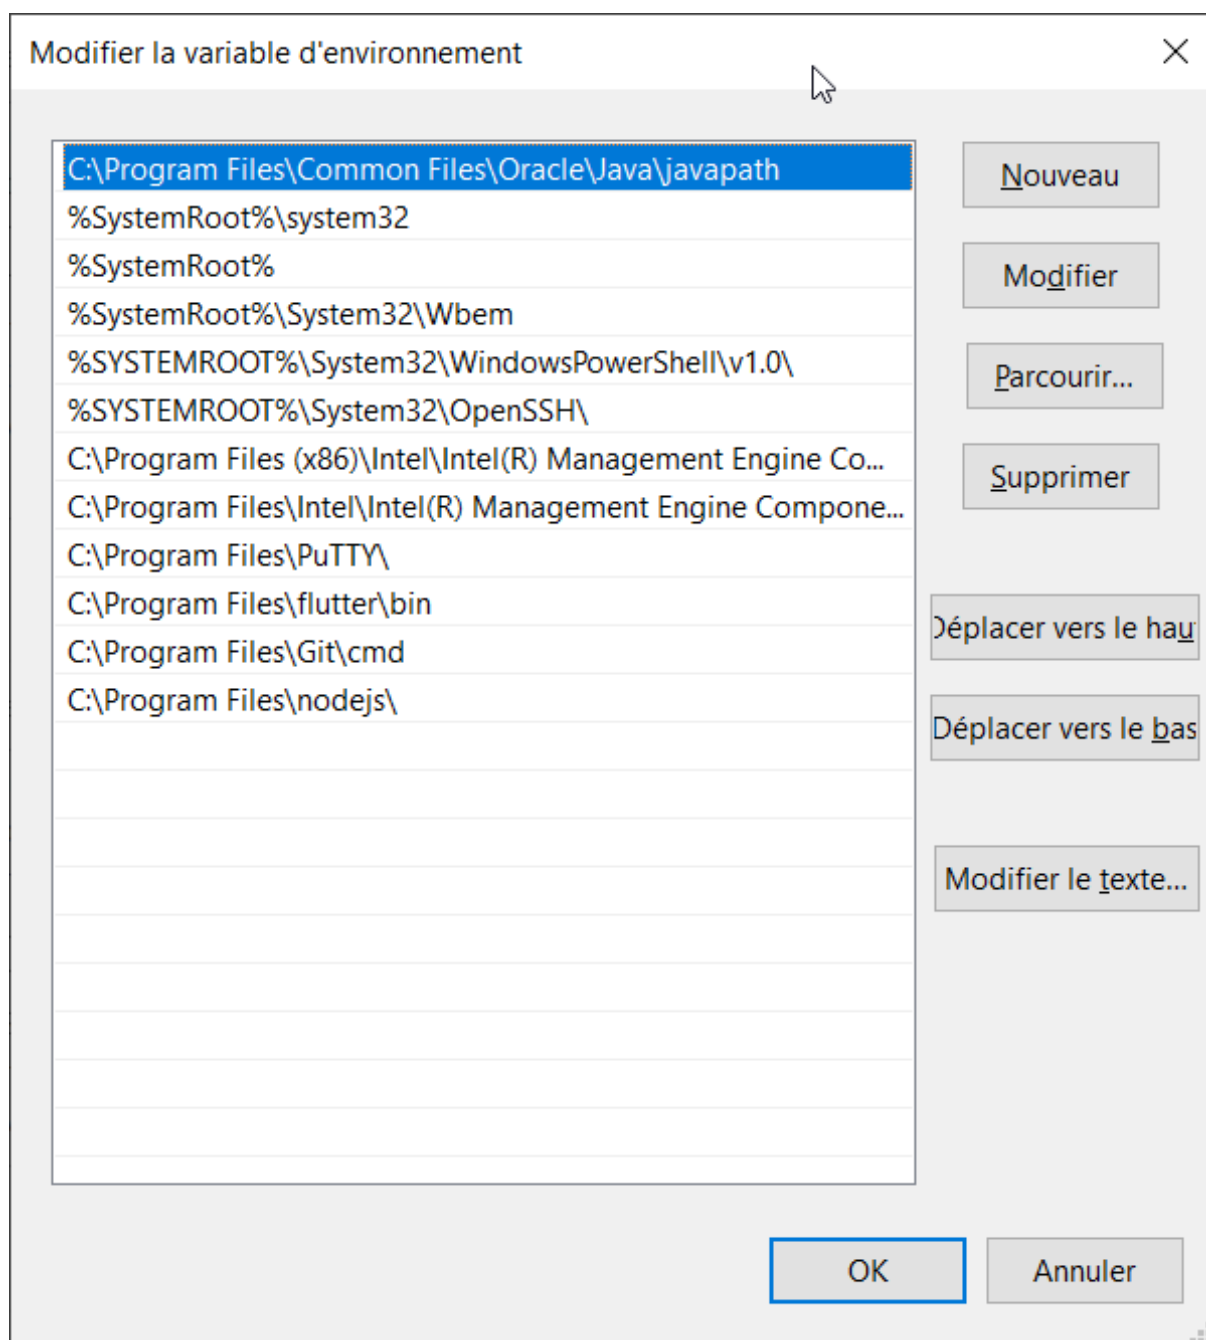 Modifier la variable d'environnement
C:\Program Files\Common Files\Oracle\Java\javapath
%SystemRoot%\system32
%SystemRoot%
%SystemRoot%\System32\Wbem
%SYSTEMROOT%\System32\WindowsPowerShell\v1.0\
%SYSTEMROOT%\System32\OpenSSH\
C:\Program Files (x86)\Intel\Intel(R) Management Engine Co...
C:\Program Files\Intel\Intel(R) Management Engine Compone...
C:\Program Files\PuTTY\
C:\Program Files\flutter\bin
C:\Program Files\Git\cmd
C:\Program Files\nodejs\
Nouveau
Modifier
Parcourir...
Supprimer
Déplacer vers le hau
Déplacer vers le bas
Modifier le texte...
OK
Annuler